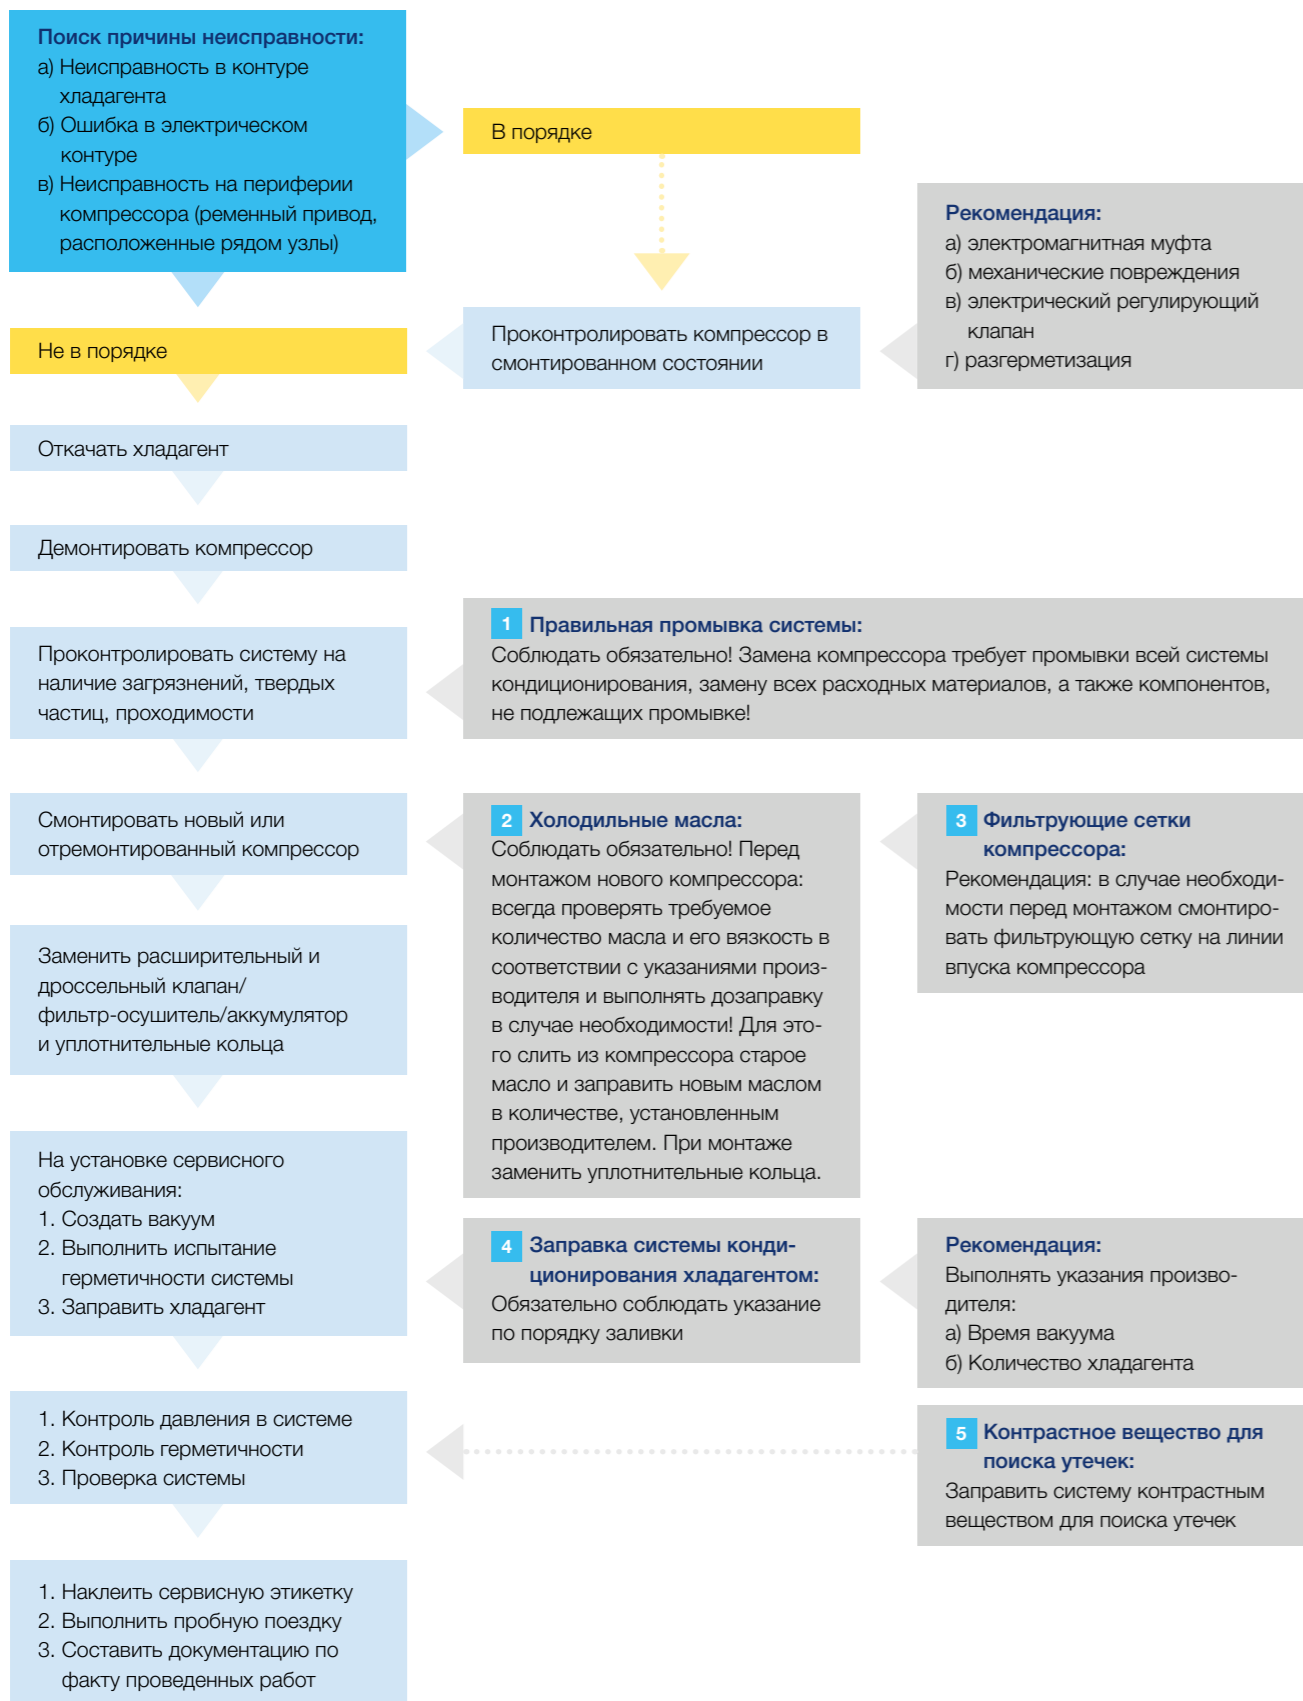 Поиск причины неисправности:
а) Неисправность в контуре
хладагента
б) Ошибка в электрическом
контуре
в) Неисправность на периферии
компрессора (ременный привод,
расположенные рядом узлы)
В порядке
Рекомендация:
а) электромагнитная муфта
б) механические повреждения
в) электрический регулирующий
клапан
г) разгерметизация
Проконтролировать компрессор в
смонтированном состоянии
Не в порядке
Откачать хладагент
Демонтировать компрессор
Проконтролировать систему на
наличие загрязнений, твердых
частиц, проходимости
1 Правильная промывка системы:
Соблюдать обязательно! Замена компрессора требует промывки всей системы
кондиционирования, замену всех расходных материалов, а также компонентов,
не подлежащих промывке!
Смонтировать новый или
отремонтированный компрессор
2 Холодильные масла:
Соблюдать обязательно! Перед
монтажом нового компрессора:
всегда проверять требуемое
количество масла и его вязкость в
соответствии с указаниями произ-
водителя и выполнять дозаправку
в случае необходимости! Для это-
го слить из компрессора старое
масло и заправить новым маслом
в количестве, установленным
производителем. При монтаже
заменить уплотнительные кольца.
3 Фильтрующие сетки
компрессора:
Рекомендация: в случае необходи-
мости перед монтажом смонтиро-
вать фильтрующую сетку на линии
впуска компрессора
Заменить расширительный и
дроссельный клапан/
фильтр-осушитель/аккумулятор
и уплотнительные кольца
На установке сервисного
обслуживания:
1. Создать вакуум
2. Выполнить испытание
герметичности системы
3. Заправить хладагент
4 Заправка системы конди-
ционирования хладагентом:
Обязательно соблюдать указание
по порядку заливки
Рекомендация:
Выполнять указания произво-
дителя:
а) Время вакуума
б) Количество хладагента
1. Контроль давления в системе
2. Контроль герметичности
3. Проверка системы
5 Контрастное вещество для
поиска утечек:
Заправить систему контрастным
веществом для поиска утечек
1. Наклеить сервисную этикетку
2. Выполнить пробную поездку
3. Составить документацию по
факту проведенных работ